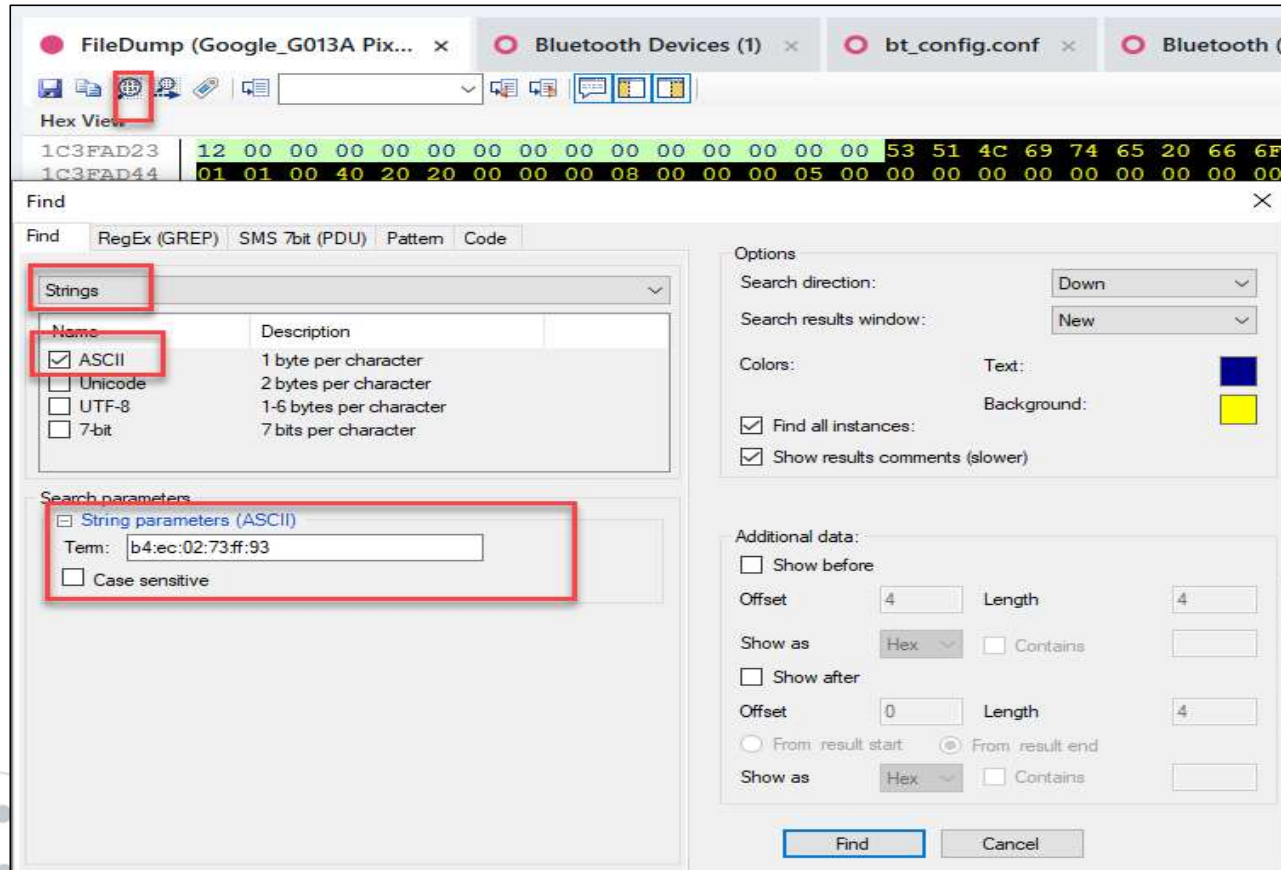 FileDump (Google_G013A Pix... × Bluetooth Devices (1) × bt_config.conf × Bluetooth (
Hex View
1C3FAD23 12 00 00 00 00 00 00 00 00 00 00 00 00 00 00 53 51 4C 69 74 65 20 66 6F
1C3FAD44 01 01 00 40 20 20 00 00 00 08 00 00 00 05 00 00 00 00 00 00 00 00 00 00
Find ×
Find RegEx (GREP) SMS 7bit (PDU) Pattern Code
Strings
Name Description
ASCII 1 byte per character
Unicode 2 bytes per character
UTF-8 1-6 bytes per character
7-bit 7 bits per character
Search parameters
String parameters (ASCII)
Term: b4:ec:02:73:ff:93
Case sensitive
Options
Search direction: Down
Search results window: New
Colors: Text:
Background:
Find all instances:
Show results comments (slower)
Additional data:
Show before
Offset 4 Length 4
Show as Hex Contains
Show after
Offset 0 Length 4
From result start From result end
Show as Hex Contains
Find Cancel